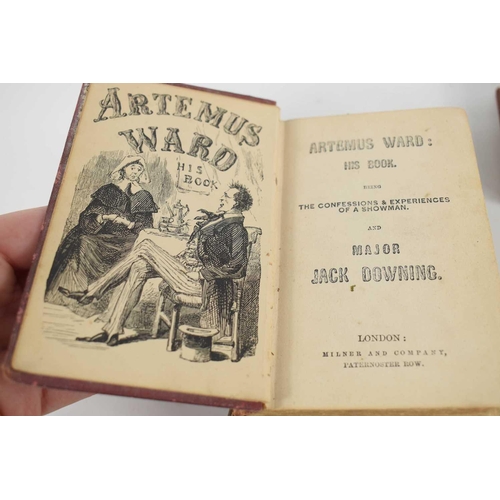 ARTEMUS
WARD
HIS
BOOK
ARTEMUS WARD:
HIS BOOK.
BEING
THE CONFESSIONS & EXPERIENCES
OF A SHOWMAN.
AND
MAJOR
JACK DOWNING.
LONDON:
MILNER AND COMPANY,
PATERNOSTER ROW.